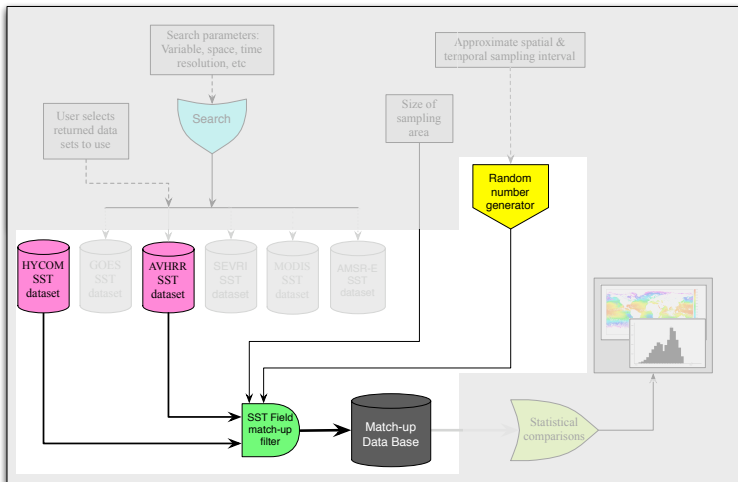 Search parameters:
Variable, space, time
resolution, etc
Approximate spatial &
temporal sampling interval
User selects
returned data
sets to use
Search
Size of
sampling
area
Random
number
generator
HYCOM
SST
dataset
GOES
SST
dataset
AVHRR
SST
dataset
SEVRI
SST
dataset
MODIS
SST
dataset
AMSR-E
SST
dataset
SST Field
match-up
filter
Match-up
Data Base
Statistical
comparisons